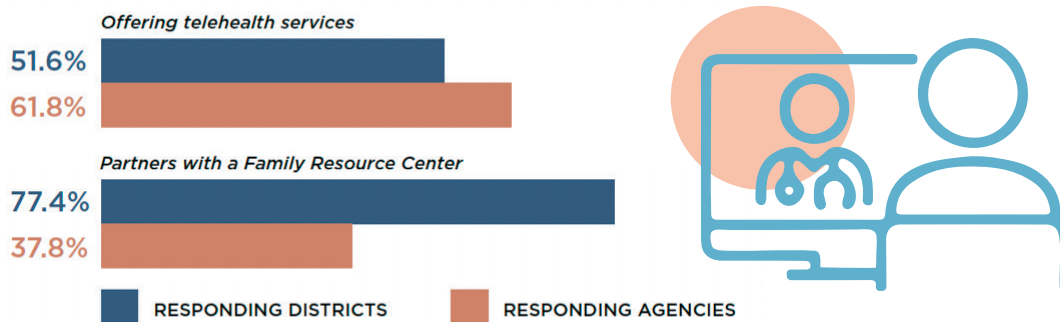 Offering telehealth services
51.6%
61.8%
Partners with a Family Resource Center
77.4%
37.8%
RESPONDING DISTRICTS
RESPONDING AGENCIES